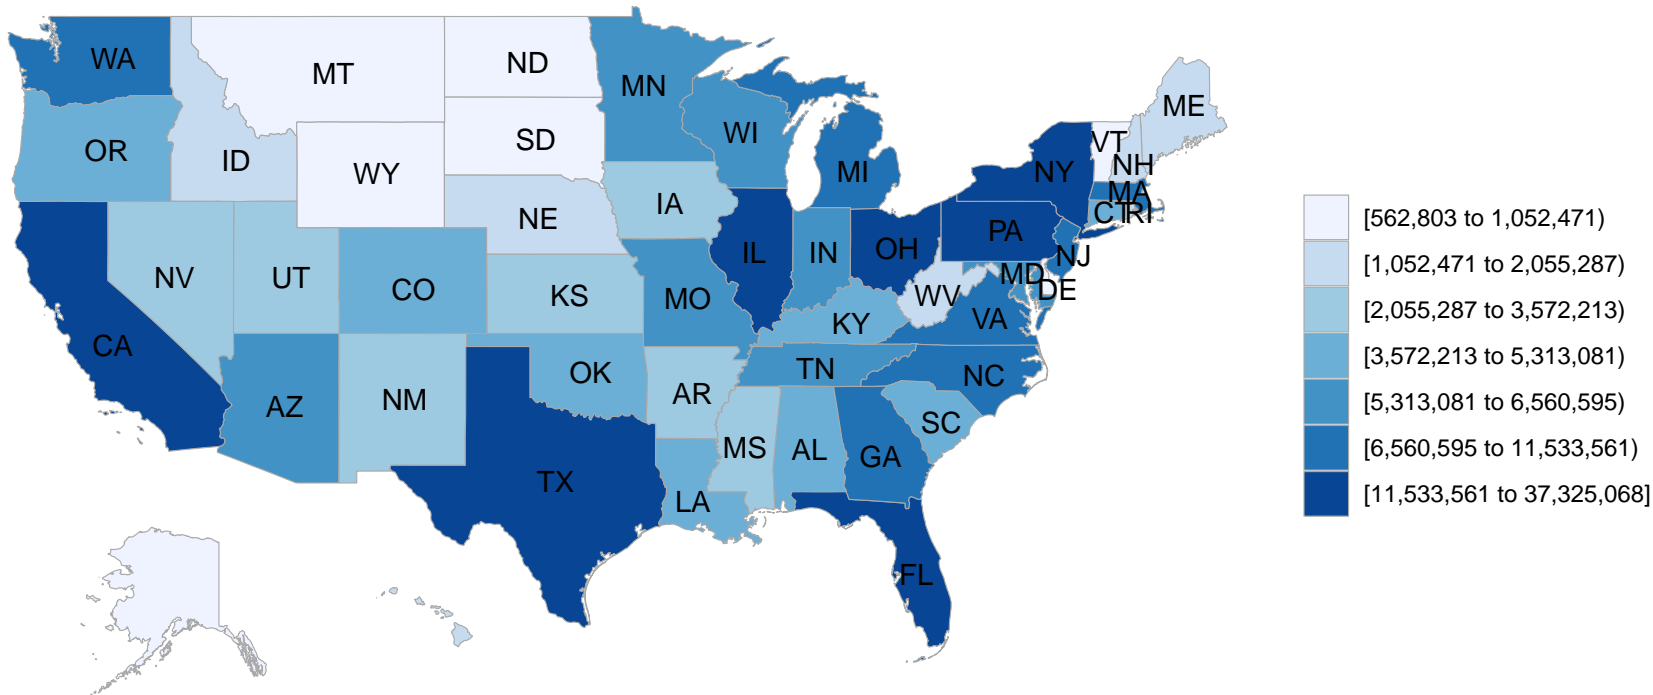 WA
MT
ND
MN
ME
OR
ID
WY
SD
WI
MI
VT
NH
NY
MA
CT
RI
NE
IA
NV
UT
CO
KS
MO
IL
IN
OH
PA
NJ
MD
DE
WV
VA
KY
CA
AZ
NM
OK
AR
TN
NC
SC
TX
LA
MS
AL
GA
FL
[562,803 to 1,052,471)
[1,052,471 to 2,055,287)
[2,055,287 to 3,572,213)
[3,572,213 to 5,313,081)
[5,313,081 to 6,560,595)
[6,560,595 to 11,533,561)
[11,533,561 to 37,325,068]